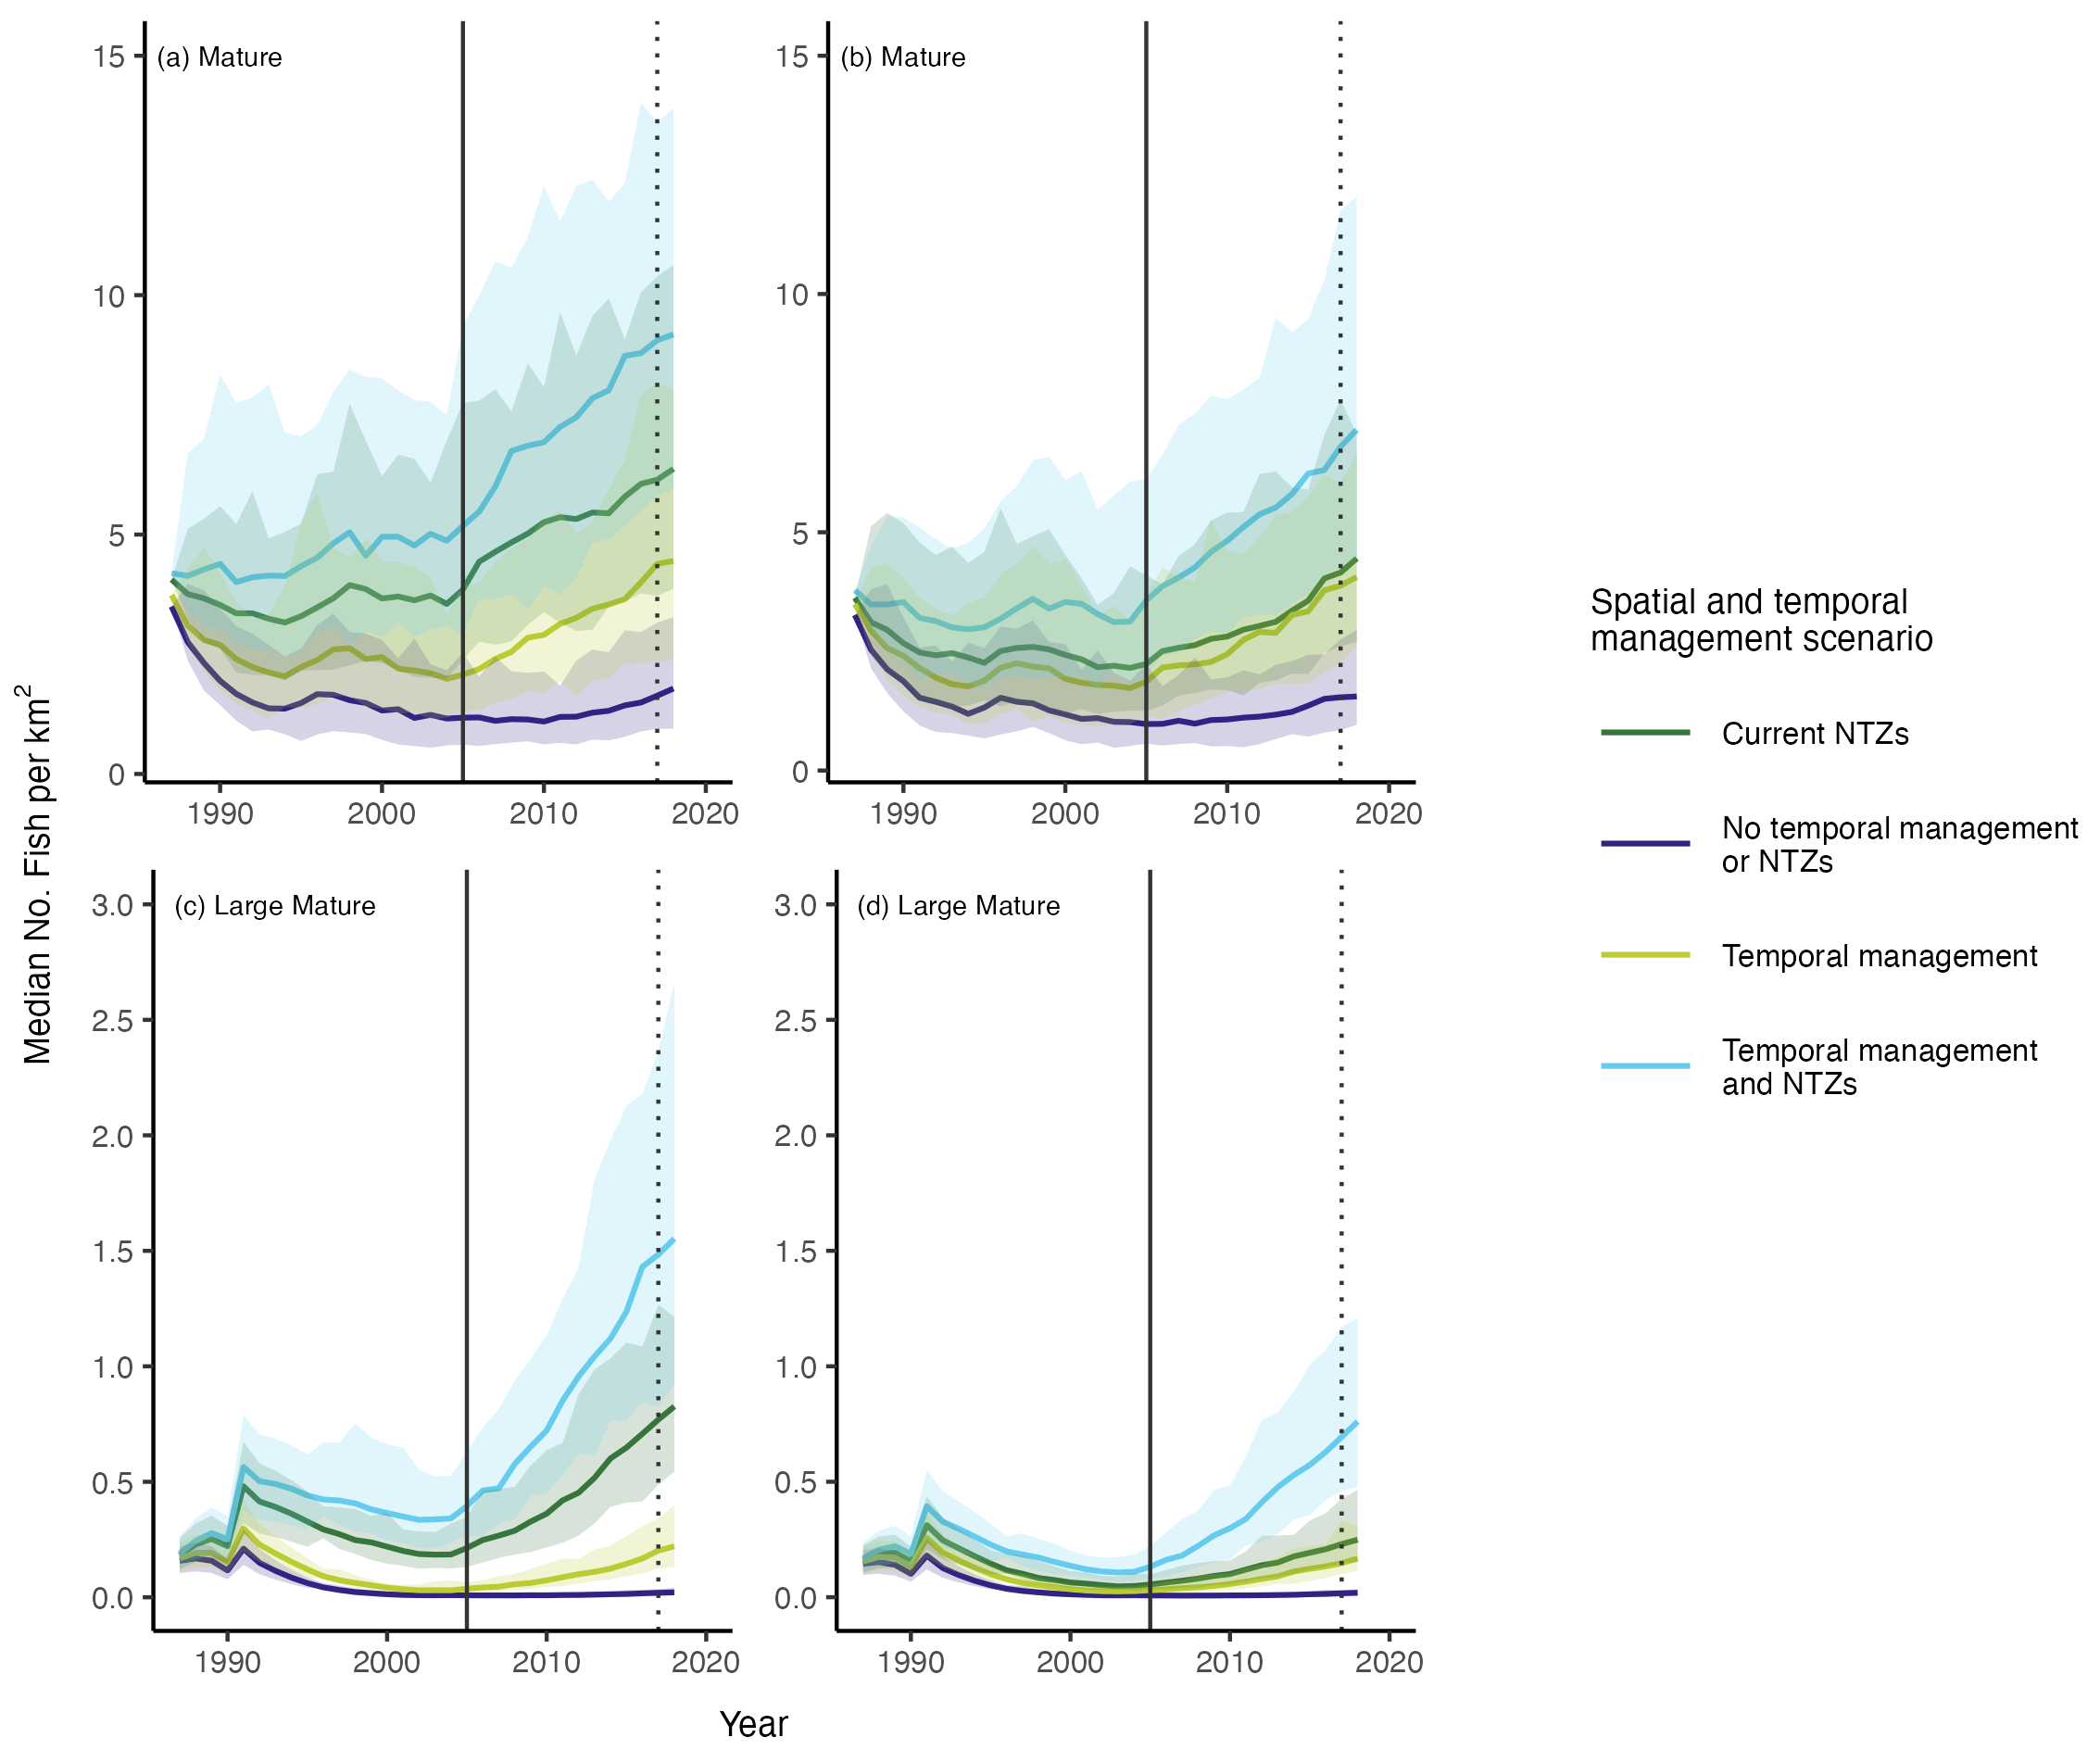 (a) Mature
15
10
5
0
1990
2000
2010
2020
(b) Mature
15
10
5
0
1990
2000
2010
2020
(c) Large Mature
3.0
2.5
2.0
1.5
1.0
0.5
0.0
1990
2000
2010
2020
(d) Large Mature
3.0
2.5
2.0
1.5
1.0
0.5
0.0
1990
2000
2010
2020
Median No. Fish per km²
Year
Spatial and temporal
management scenario
Current NTZs
No temporal management
or NTZs
Temporal management
Temporal management
and NTZs